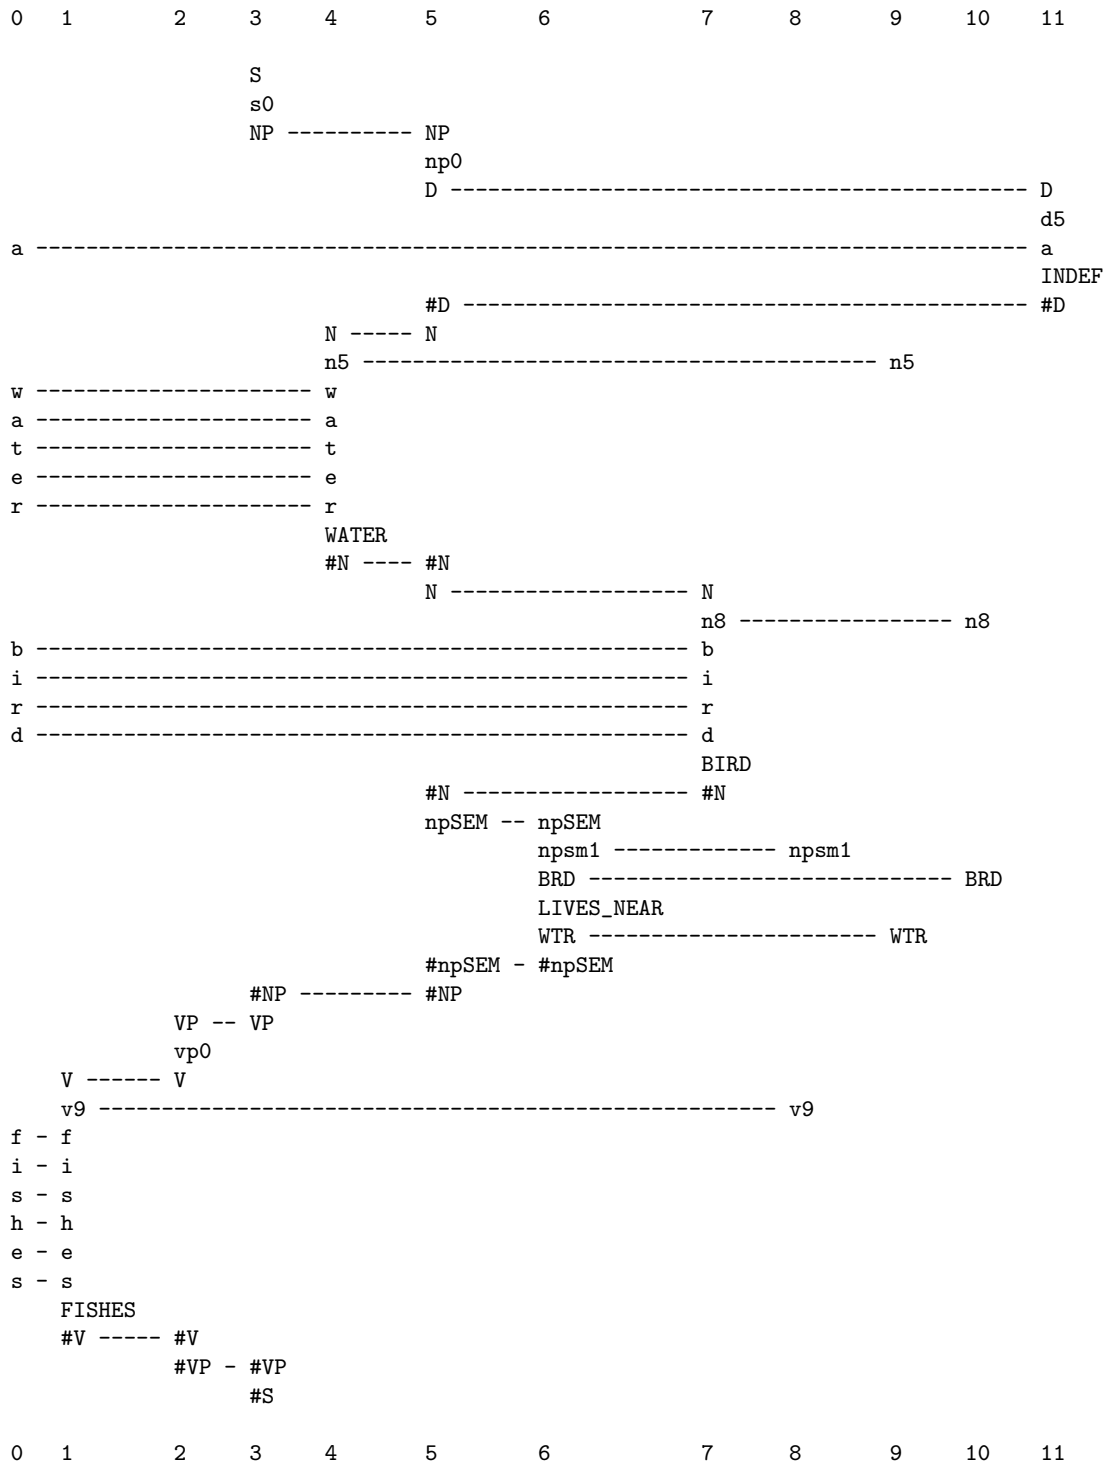 0 1 2 3 4 5 6 7 8 9 10 11
S
s0
NP ---------- NP
np0
D -------------------------------------------- D
d5
a --------------------------------------------------------------------------- a
INDEF
#D ------------------------------------------- #D
N ----- N
n5 ---------------------------------------- n5
w --------------------- w
a --------------------- a
t --------------------- t
e --------------------- e
r --------------------- r
WATER
#N ---- #N
N ------------------ N
n8 ---------------- n8
b -------------------------------------------------- b
i -------------------------------------------------- i
r -------------------------------------------------- r
d -------------------------------------------------- d
BIRD
#N ----------------- #N
npSEM -- npSEM
npsm1 ------------ npsm1
BRD --------------------------- BRD
LIVES_NEAR
WTR ---------------------- WTR
#npSEM - #npSEM
#NP --------- #NP
VP -- VP
vp0
V ------ V
v9 ---------------------------------------------------- v9
f - f
i - i
s - s
h - h
e - e
s - s
FISHES
#V ----- #V
#VP - #VP
#S
0 1 2 3 4 5 6 7 8 9 10 11